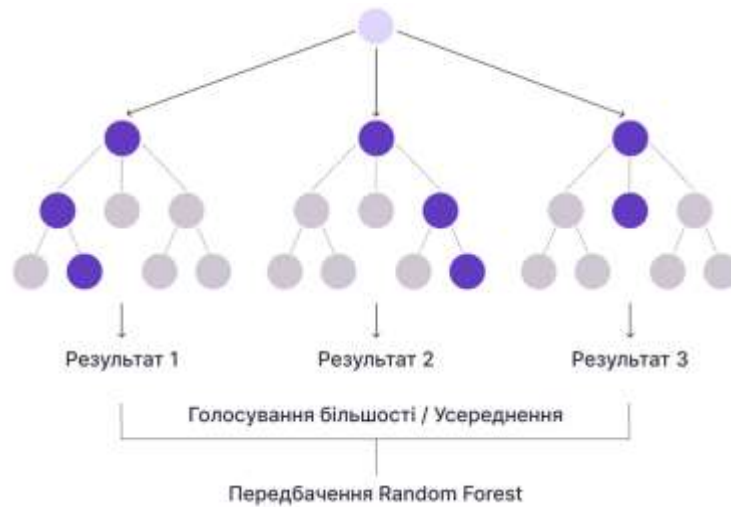 Результат 1
Результат 2
Результат 3
Голосування більшості / Усереднення
Передбачення Random Forest